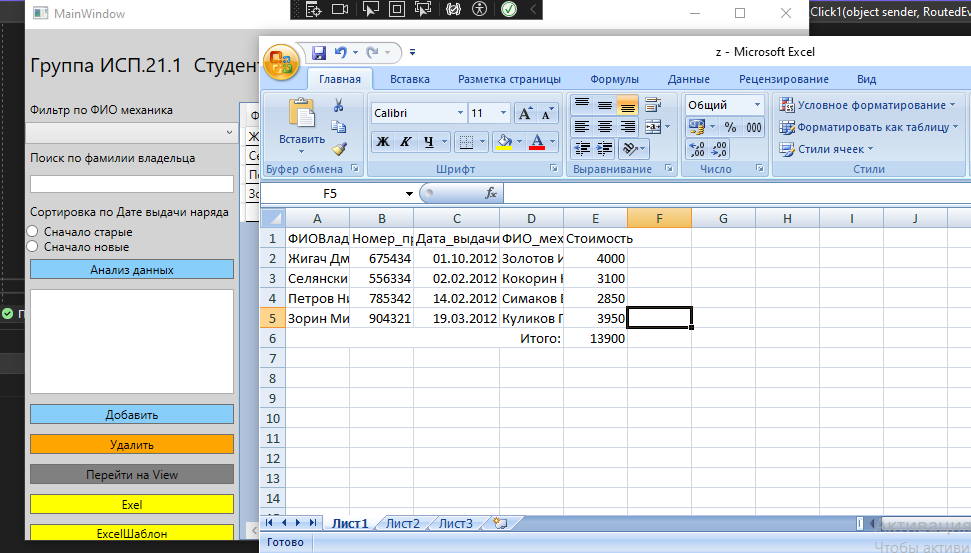 MainWindow
Click1(object sender, RoutedEv
Группа ИСП.21.1 Студент
Фильтр по ФИО механика
Поиск по фамилии владельца
Сортировка по Дате выдачи наряда
Сначало старые
Сначало новые
Анализ данных
Добавить
Удалить
Перейти на View
Exel
ExcelШаблон
z - Microsoft Excel
Главная Вставка Разметка страницы Формулы Данные Рецензирование Вид
Вставить
Calibri 11
Ж К Ч
Общий
% 000
Условное форматирование
Форматировать как таблицу
Стили ячеек
Буфер обмена Шрифт Выравнивание Число Стили
F5 fx
A B C D E F G H I J
1 ФИОВлад Номер_пр Дата_выдачи ФИО_мех Стоимость
2 Жигач Дм 675434 01.10.2012 Золотов И 4000
3 Селянски 556334 02.02.2012 Кокорин Н 3100
4 Петров Ни 785342 14.02.2012 Симаков Е 2850
5 Зорин Ми 904321 19.03.2012 Куликов Г 3950
6 Итого: 13900
7
8
9
10
11
12
13
14
Лист1 Лист2 Лист3
Готово
Активация
Чтобы активи